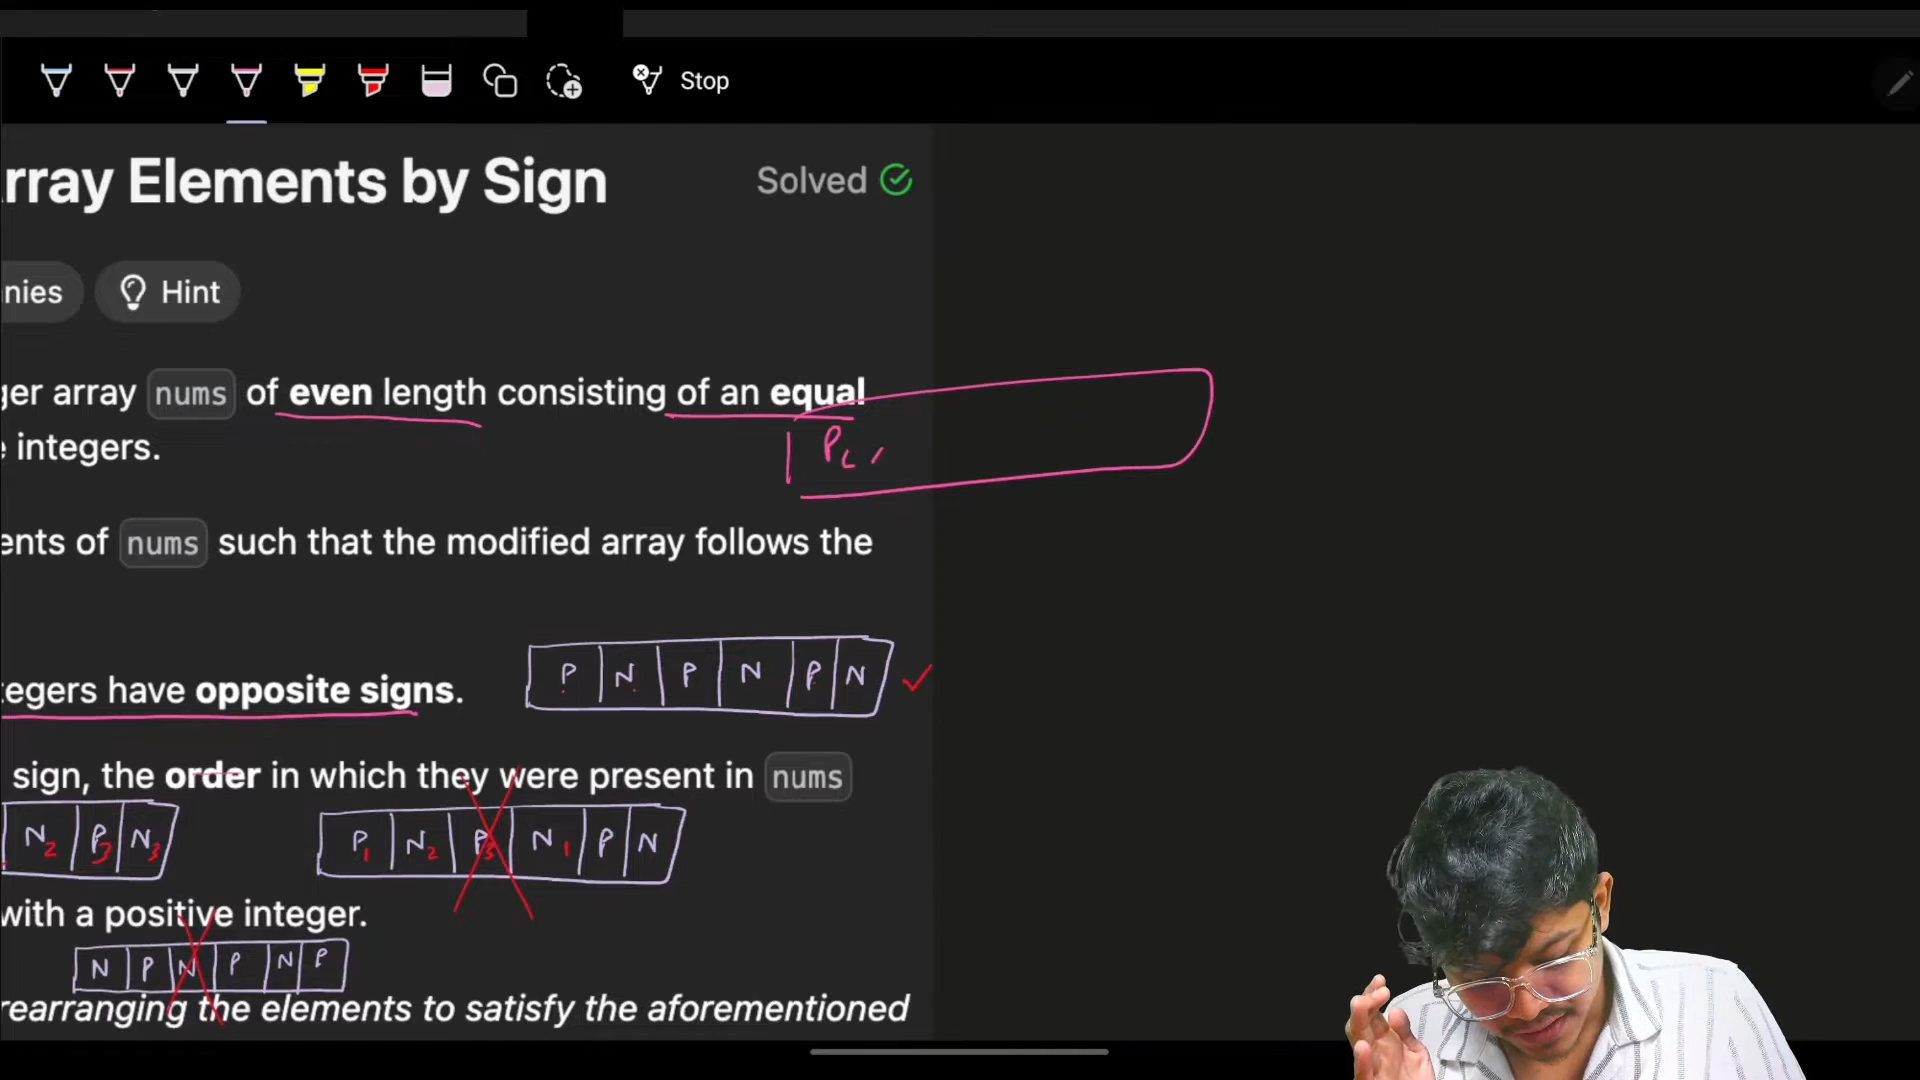 Stop
rray Elements by Sign
Solved
nies
Hint
ger array nums of even length consisting of an equal
e integers.
P
ents of nums such that the modified array follows the
P N P N P N
tegers have opposite signs.
sign, the order in which they were present in nums
N2 P3 N3
P1 N2 P3 N1 P N
with a positive integer.
N P N P N P
rearranging the elements to satisfy the aforementioned